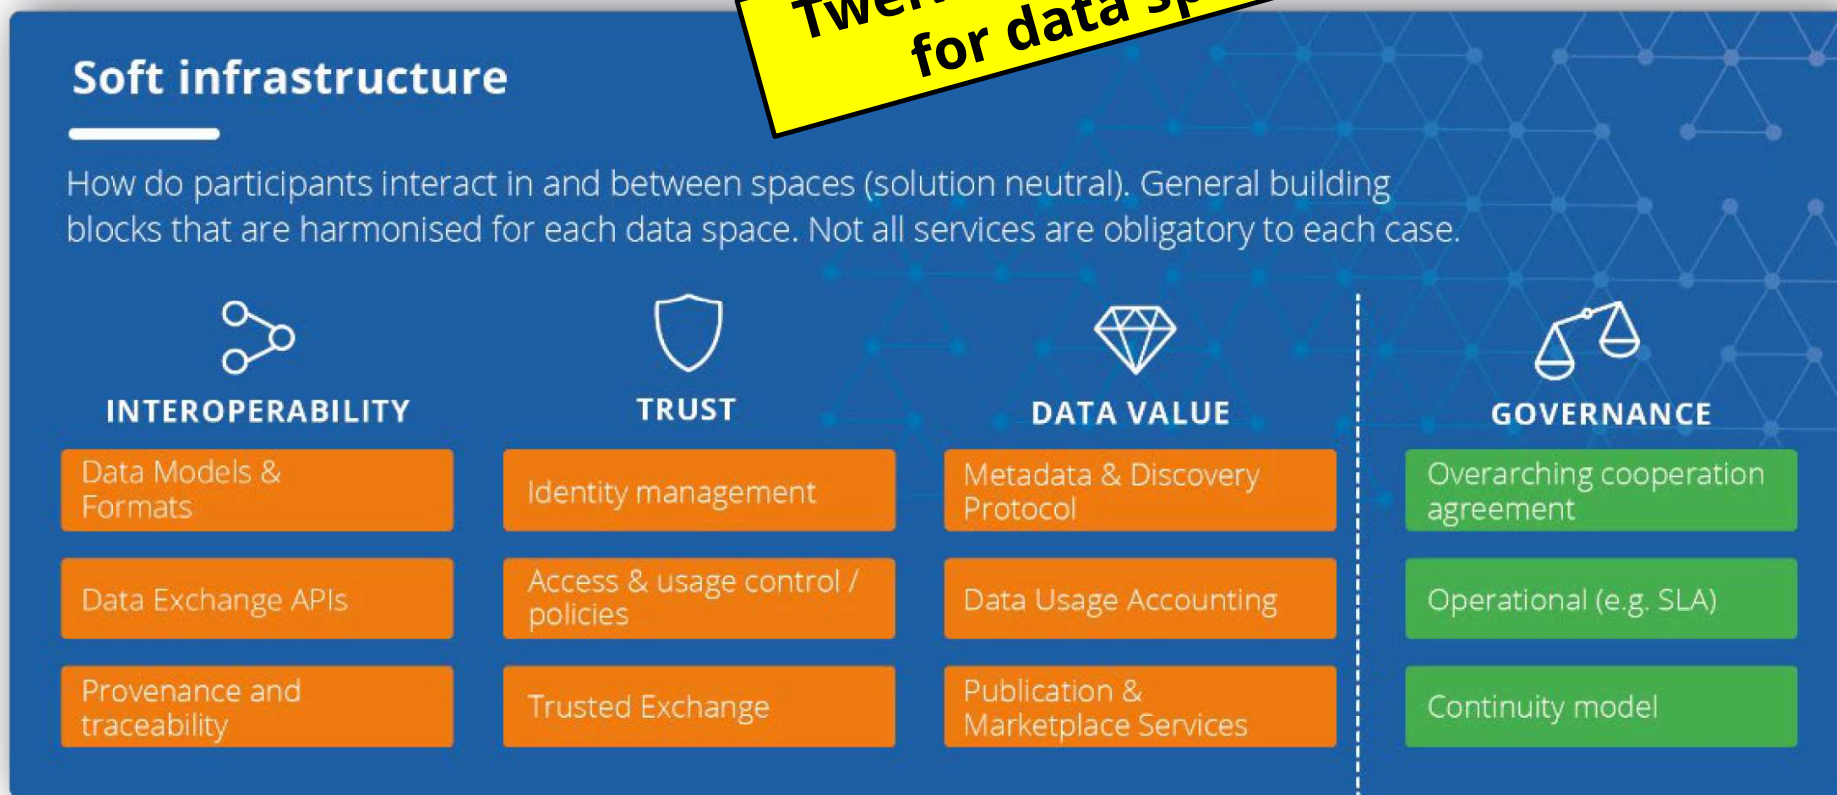 for data
Soft infrastructure
How do participants interact in and between spaces (solution neutral). General building
blocks that are harmonised for each data space. Not all services are obligatory to each case.
INTEROPERABILITY
TRUST
DATA VALUE
GOVERNANCE
Data Models &
Formats
Identity management
Metadata & Discovery
Protocol
Overarching cooperation
agreement
Data Exchange APIs
Access & usage control /
policies
Data Usage Accounting
Operational (e.g. SLA)
Provenance and
traceability
Trusted Exchange
Publication &
Marketplace Services
Continuity model